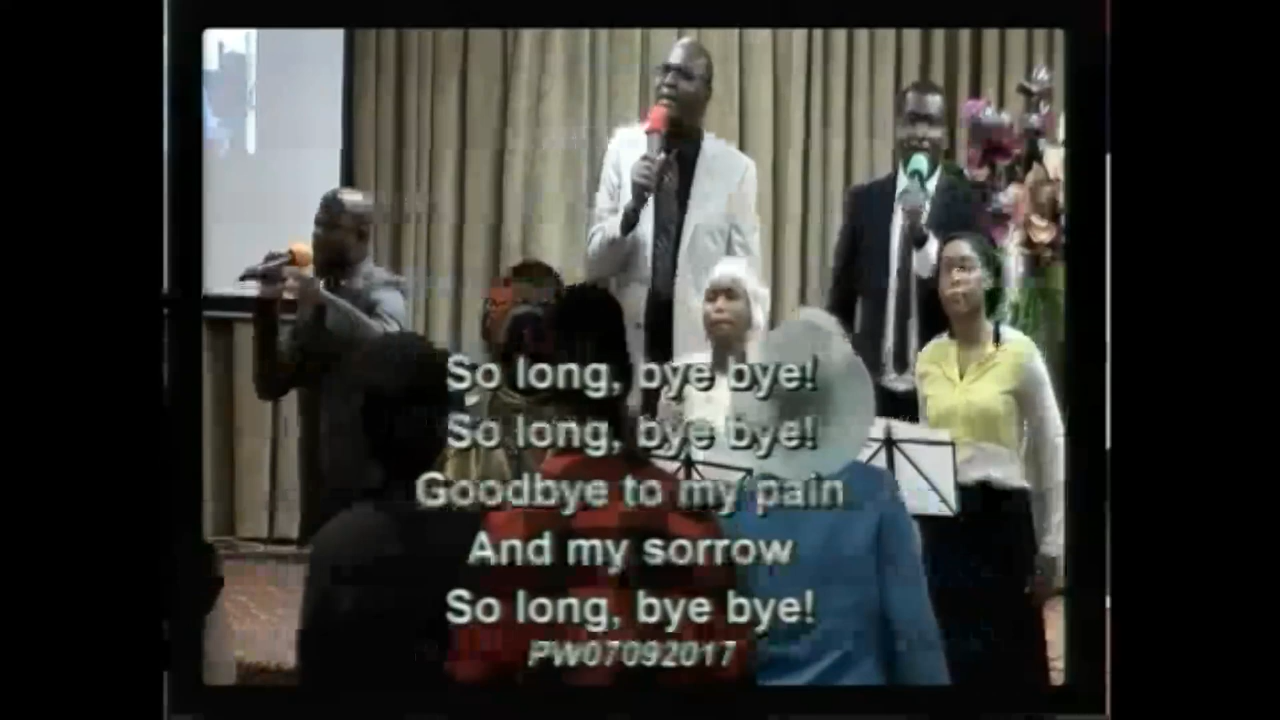 So long, bye bye!
So long, bye bye!
Goodbye to my pain
And my sorrow
So long, bye bye!
PW07092017